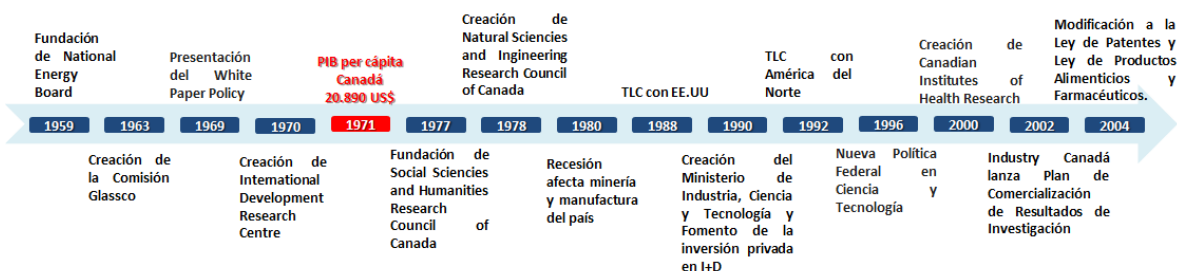 Fundación
de National
Energy
Board
1959
Creación de
la Comisión
Glassco
1963
Presentación
del White
Paper Policy
1969
Creación de
International
Development
Research
Centre
1970
PIB per cápita
Canadá
20.890 US$
1971
Fundación de
Social Sciences
and Humanities
Research
Council of
Canada
1977
Creación de
Natural Sciences
and Ingineering
Research Council
of Canada
1978
Recesión
afecta minería
y manufactura
del país
1980
TLC con EE.UU
1988
Creación del
Ministerio de
Industria, Ciencia
y Tecnología y
Fomento de la
inversión privada
en I+D
1990
TLC con
América del
Norte
1992
Nueva Política
Federal en
Ciencia y
Tecnología
1996
Creación de
Canadian
Institutes of
Health Research
2000
Industry Canadá
lanza Plan de
Comercialización
de Resultados de
Investigación
2002
Modificación a la
Ley de Patentes y
Ley de Productos
Alimenticios y
Farmacéuticos.
2004